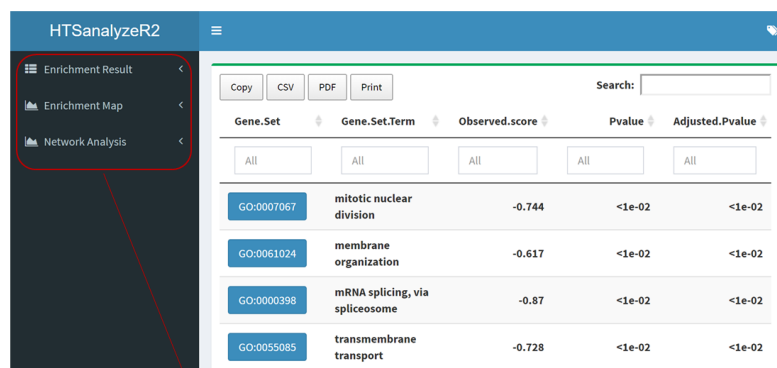 HTSanalyzeR2
Enrichment Result
Enrichment Map
Network Analysis
Copy CSV PDF Print Search:
Gene.Set Gene.Set.Term Observed.score Pvalue Adjusted.Pvalue
All All All All All
GO:0007067 mitotic nuclear division -0.744 <1e-02 <1e-02
GO:0061024 membrane organization -0.617 <1e-02 <1e-02
GO:0000398 mRNA splicing, via spliceosome -0.87 <1e-02 <1e-02
GO:0055085 transmembrane transport -0.728 <1e-02 <1e-02